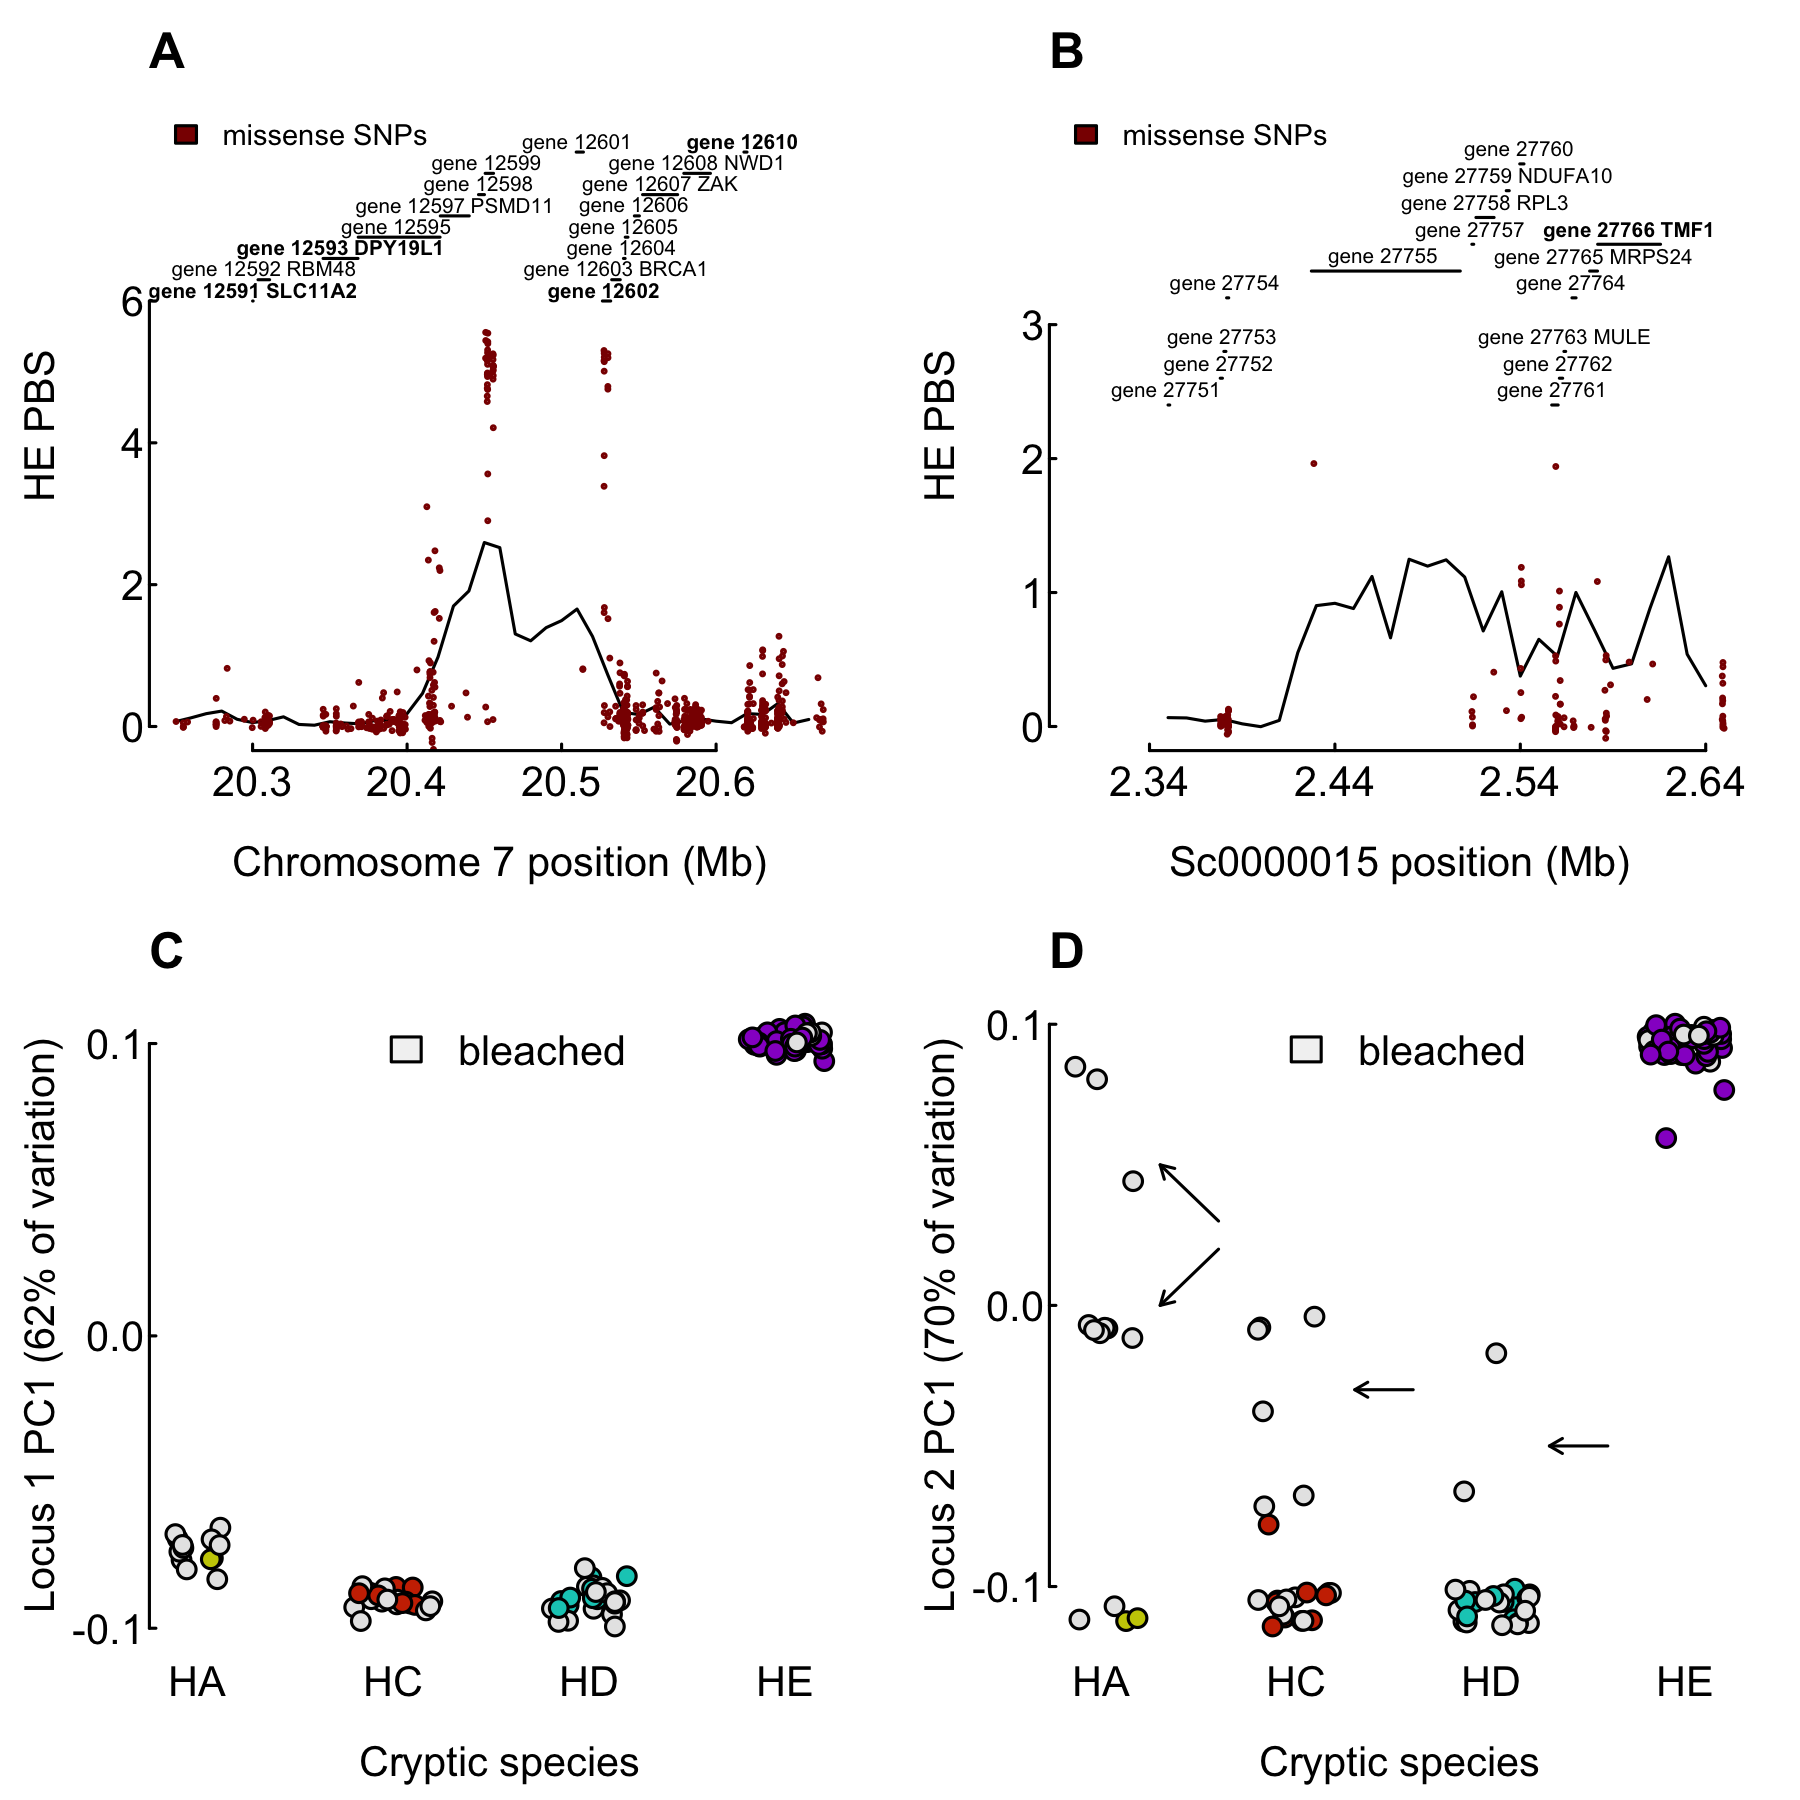 A
missense SNPs
gene 12601
gene 12610
gene 12599
gene 12608 NWD1
gene 12598
gene 12607 ZAK
gene 12597 PSMD11
gene 12606
gene 12595
gene 12605
gene 12593 DPY19L1
gene 12604
gene 12592 RBM48
gene 12603 BRCA1
gene 12591 SLC11A2
gene 12602
HE PBS
6
4
2
0
20.3
20.4
20.5
20.6
Chromosome 7 position (Mb)
B
missense SNPs
gene 27760
gene 27759 NDUFA10
gene 27758 RPL3
gene 27757
gene 27766 TMF1
gene 27755
gene 27765 MRPS24
gene 27754
gene 27764
gene 27753
gene 27763 MULE
gene 27752
gene 27762
gene 27751
gene 27761
HE PBS
3
2
1
0
2.34
2.44
2.54
2.64
Sc0000015 position (Mb)
C
bleached
Locus 1 PC1 (62% of variation)
0.1
0.0
-0.1
HA
HC
HD
HE
Cryptic species
D
bleached
Locus 2 PC1 (70% of variation)
0.1
0.0
-0.1
HA
HC
HD
HE
Cryptic species